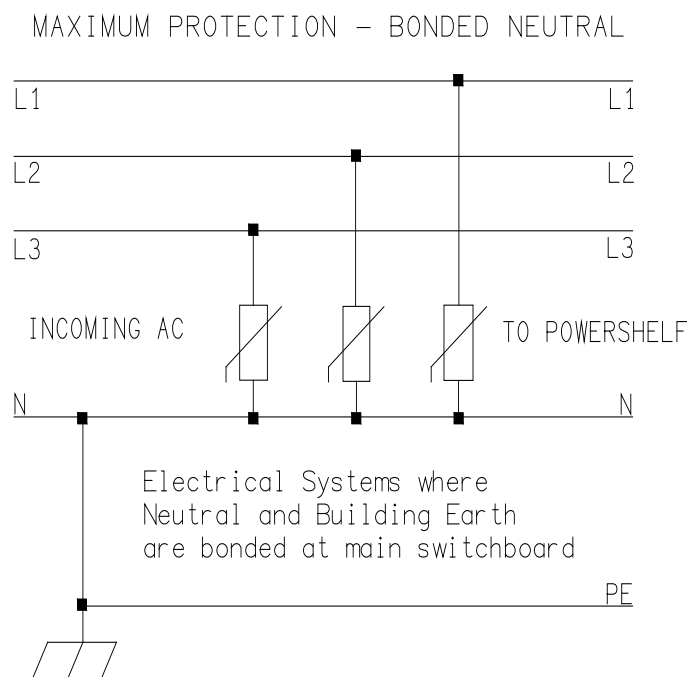 MAXIMUM PROTECTION - BONDED NEUTRAL
L1 L1
L2 L2
L3 L3
INCOMING AC TO POWERSHELF
N N
Electrical Systems where
Neutral and Building Earth
are bonded at main switchboard
PE